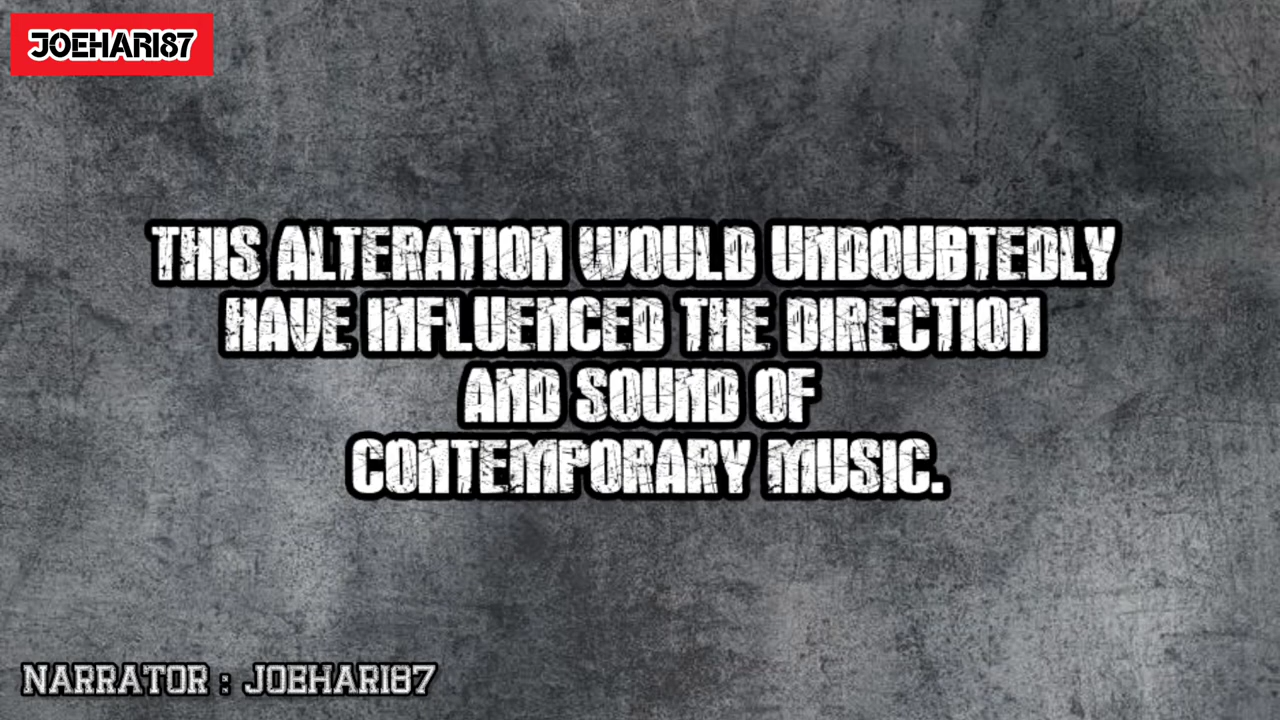 JOEHARI87
THIS ALTERATION WOULD UNDOUBTEDLY
HAVE INFLUENCED THE DIRECTION
AND SOUND OF
CONTEMPORARY MUSIC.
NARRATOR : JOEHARI87